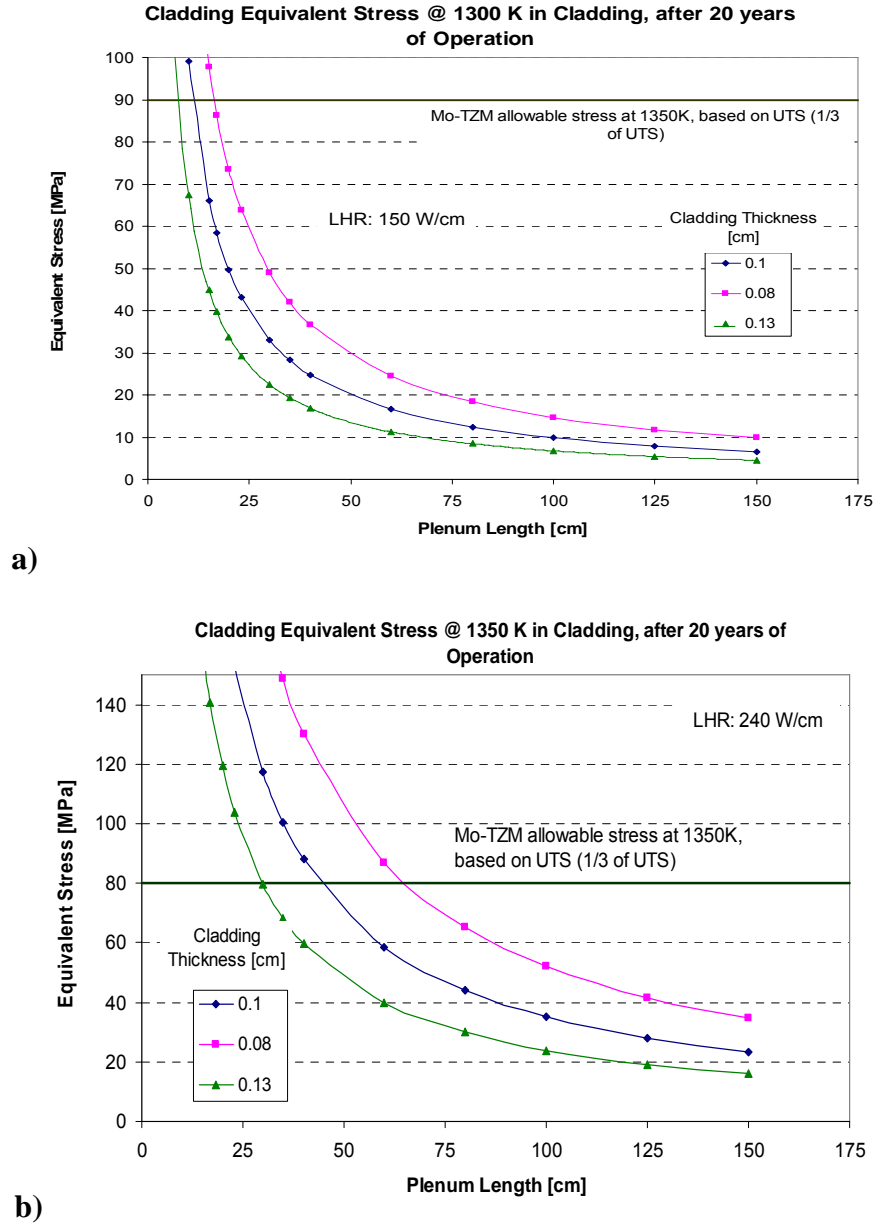 Cladding Equivalent Stress @ 1300 K in Cladding, after 20 years
of Operation
100
90
80
70
60
50
40
30
20
10
0
Equivalent Stress [MPa]
Mo-TZM allowable stress at 1350K, based on UTS (1/3
of UTS)
LHR: 150 W/cm
Cladding Thickness
[cm]
0.1
0.08
0.13
0 25 50 75 100 125 150 175
Plenum Length [cm]
a)
Cladding Equivalent Stress @ 1350 K in Cladding, after 20 years of
Operation
140
120
100
80
60
40
20
0
Equivalent Stress [MPa]
LHR: 240 W/cm
Mo-TZM allowable stress at 1350K,
based on UTS (1/3 of UTS)
Cladding
Thickness [cm]
0.1
0.08
0.13
0 25 50 75 100 125 150 175
Plenum Length [cm]
b)